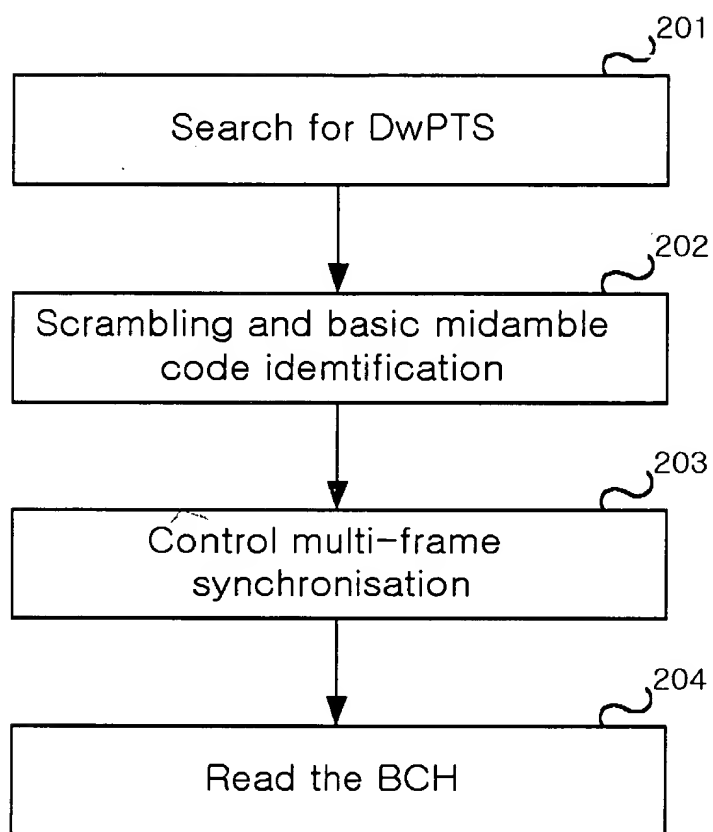 201
Search for DwPTS
202
Scrambling and basic midamble
code idemtification
203
Control multi-frame
synchronisation
204
Read the BCH